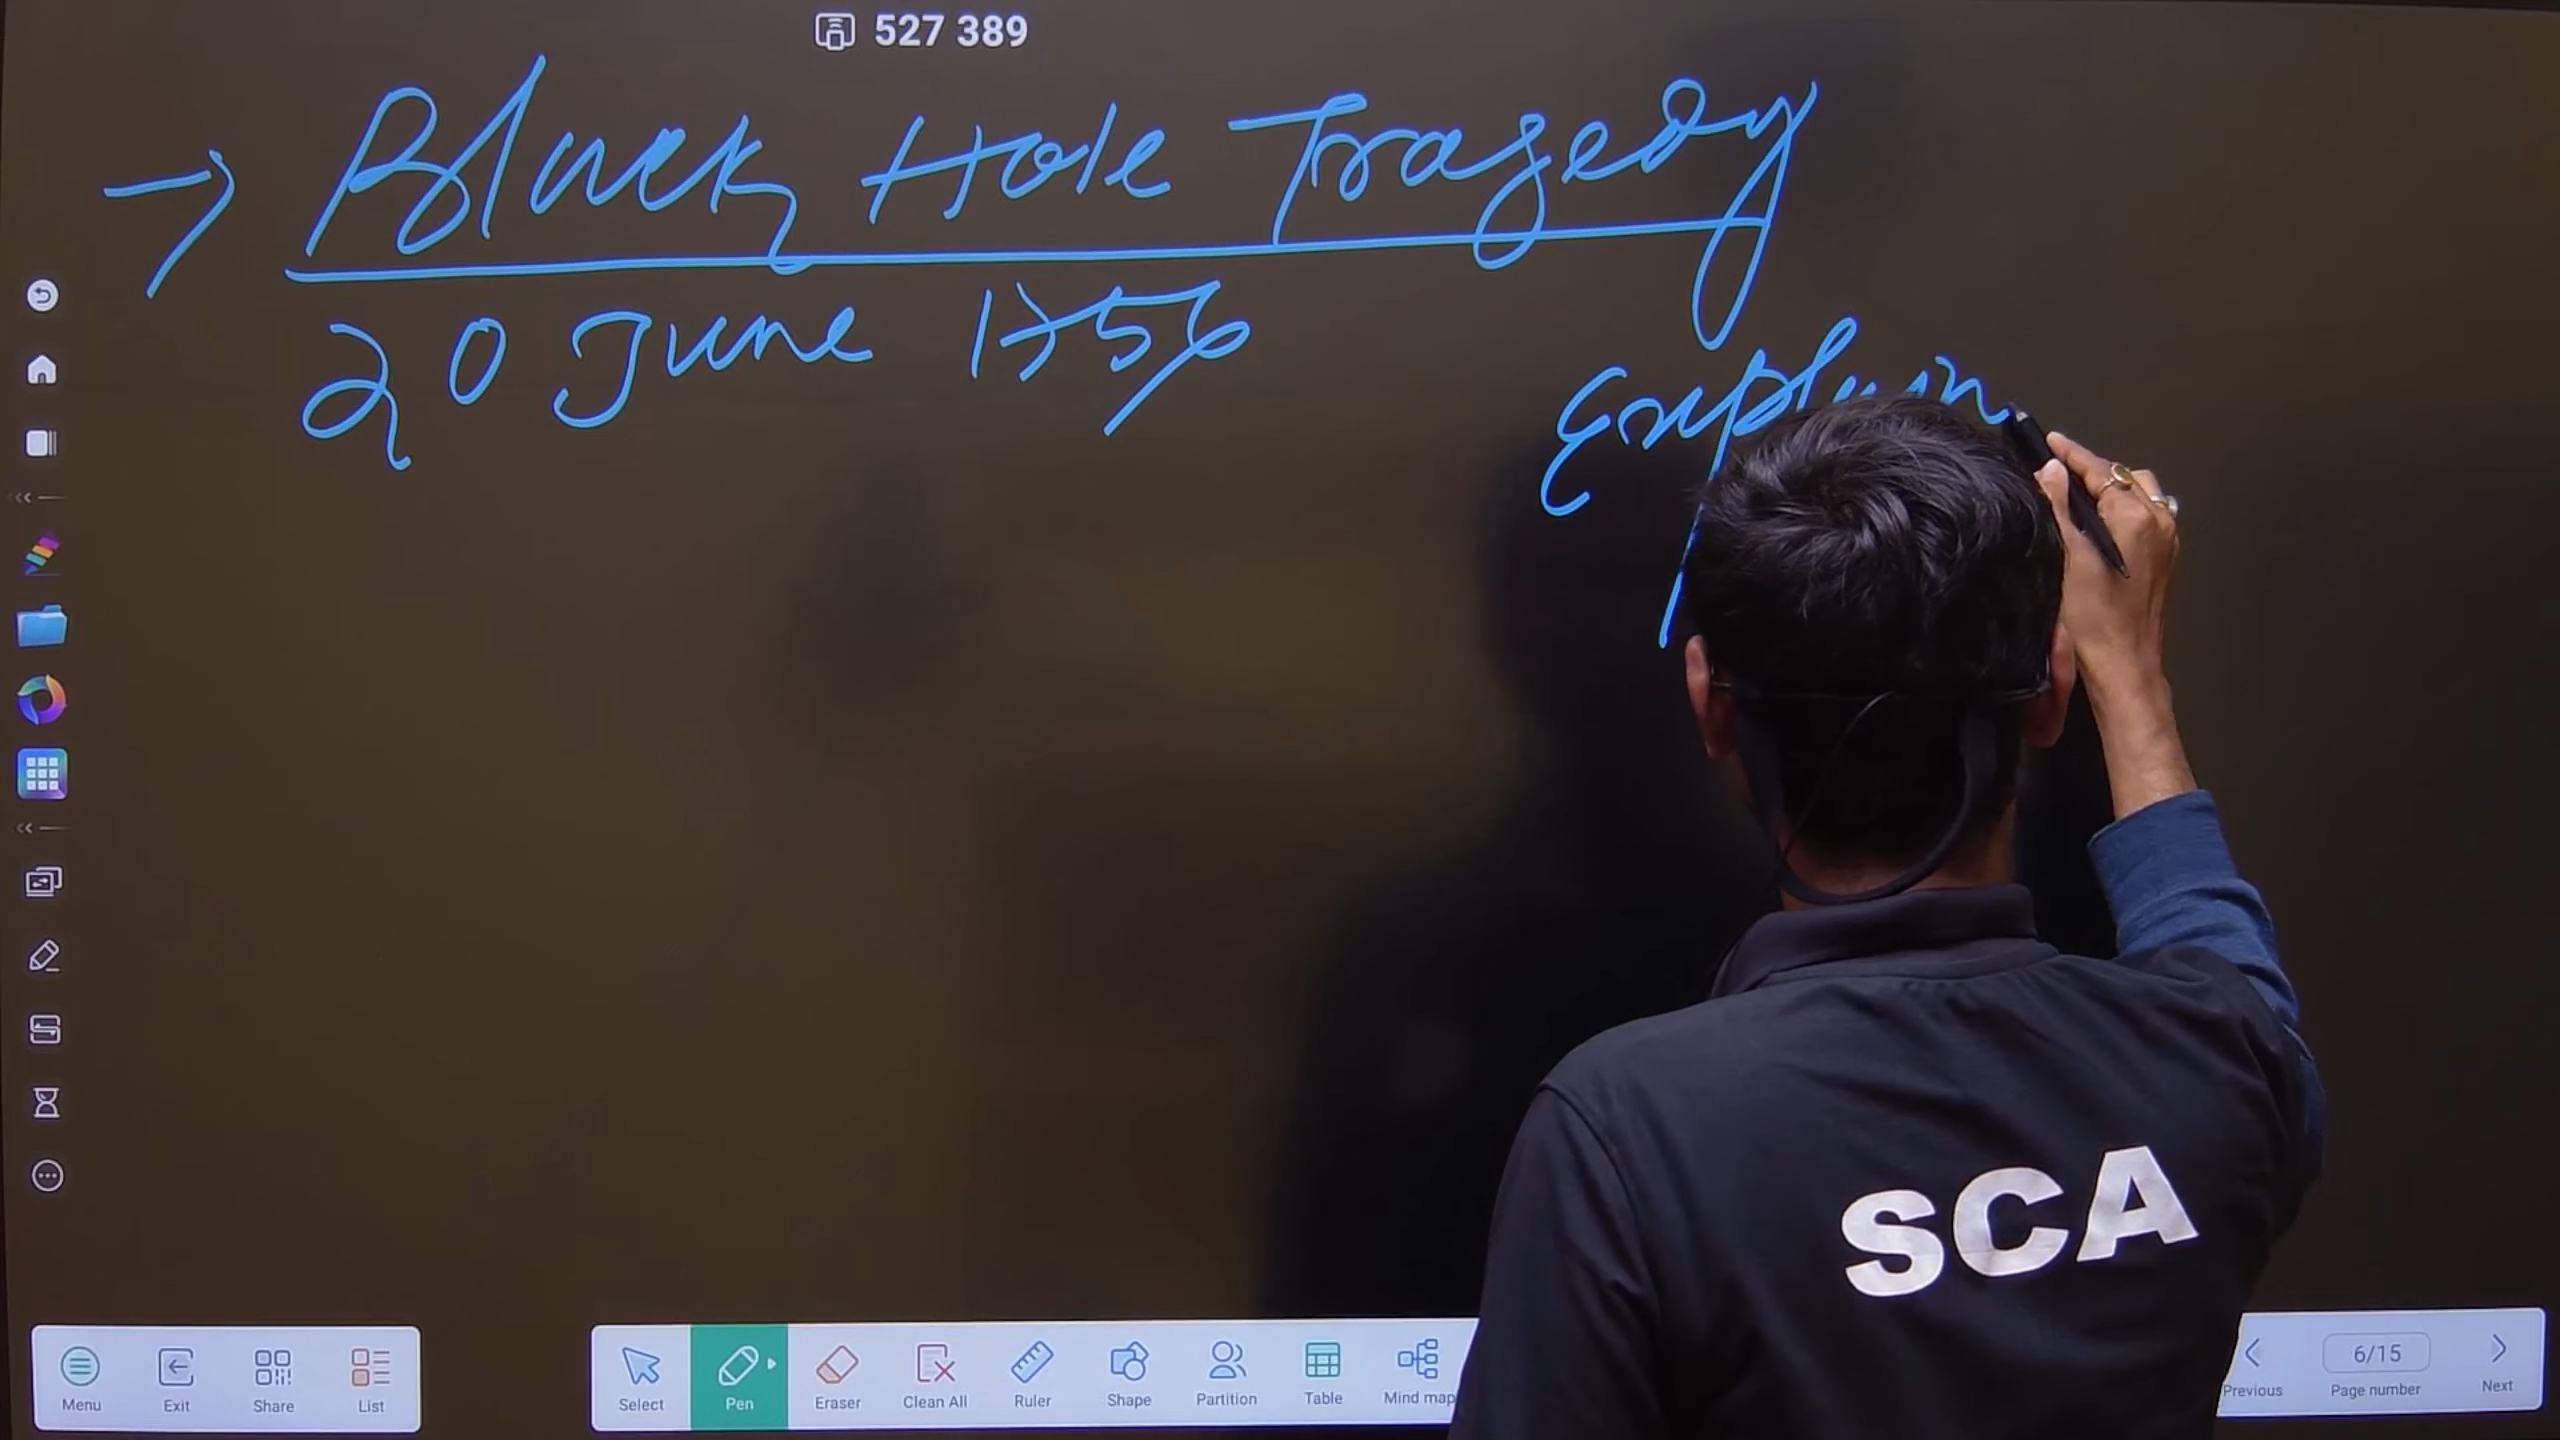 527 389
→ Black Hole Tragedy
20 June 1756
Explain
SCA
Menu Exit Share List
Select Pen Eraser Clean All Ruler Shape Partition Table Mind map
Previous 6/15 Page number Next